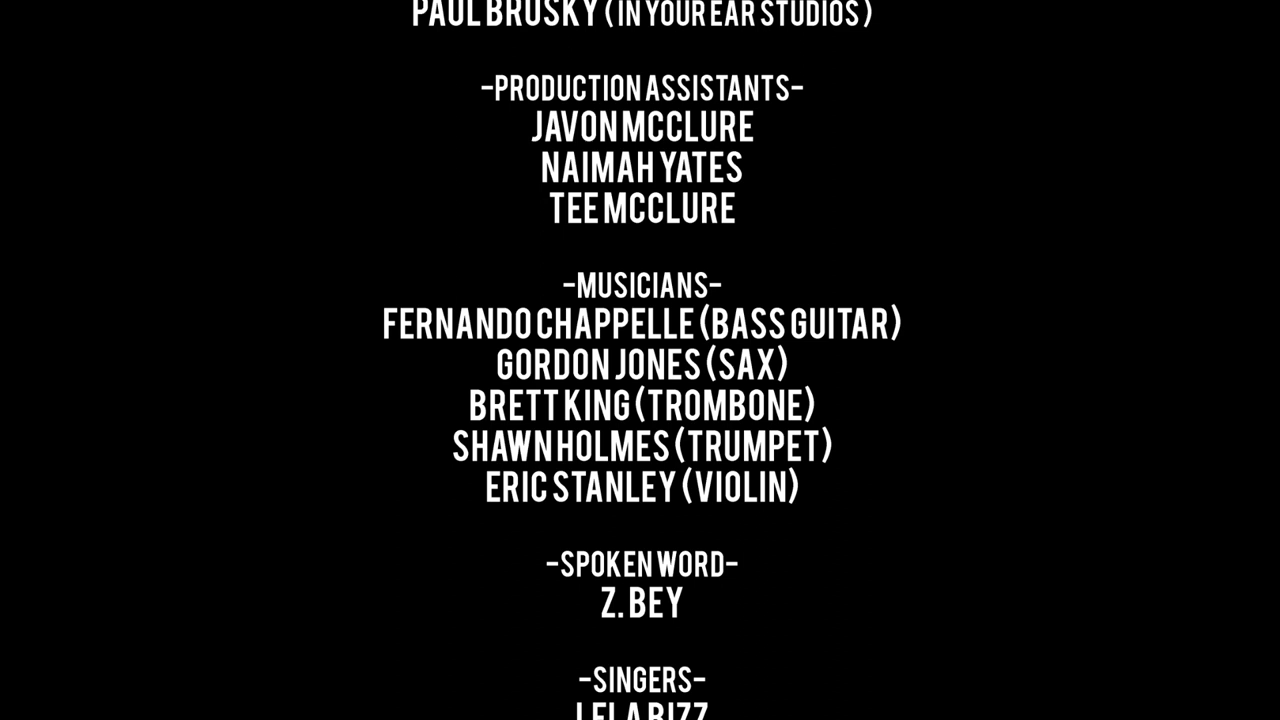 PAUL BRUSKY ( IN YOUR EAR STUDIOS )
-PRODUCTION ASSISTANTS-
JAVON MCCLURE
NAIMAH YATES
TEE MCCLURE
-MUSICIANS-
FERNANDO CHAPPELLE (BASS GUITAR)
GORDON JONES (SAX)
BRETT KING (TROMBONE)
SHAWN HOLMES (TRUMPET)
ERIC STANLEY (VIOLIN)
-SPOKEN WORD-
Z. BEY
-SINGERS-